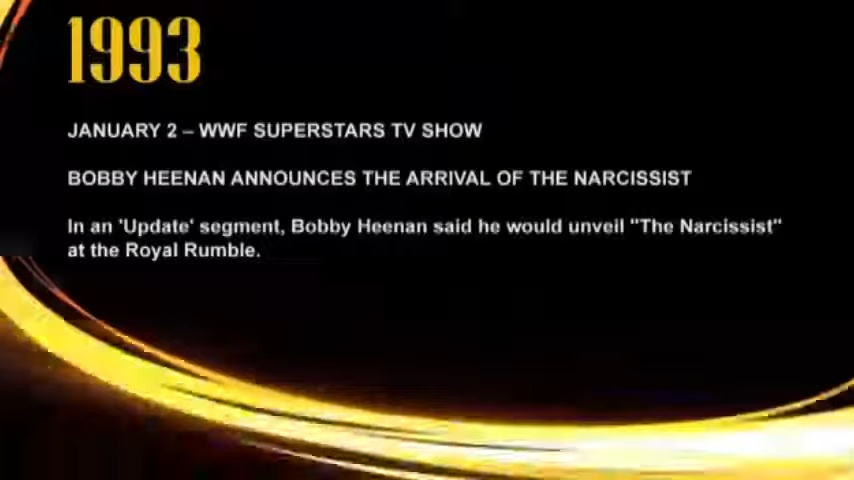 1993
JANUARY 2 – WWF SUPERSTARS TV SHOW
BOBBY HEENAN ANNOUNCES THE ARRIVAL OF THE NARCISSIST
In an 'Update' segment, Bobby Heenan said he would unveil "The Narcissist"
at the Royal Rumble.